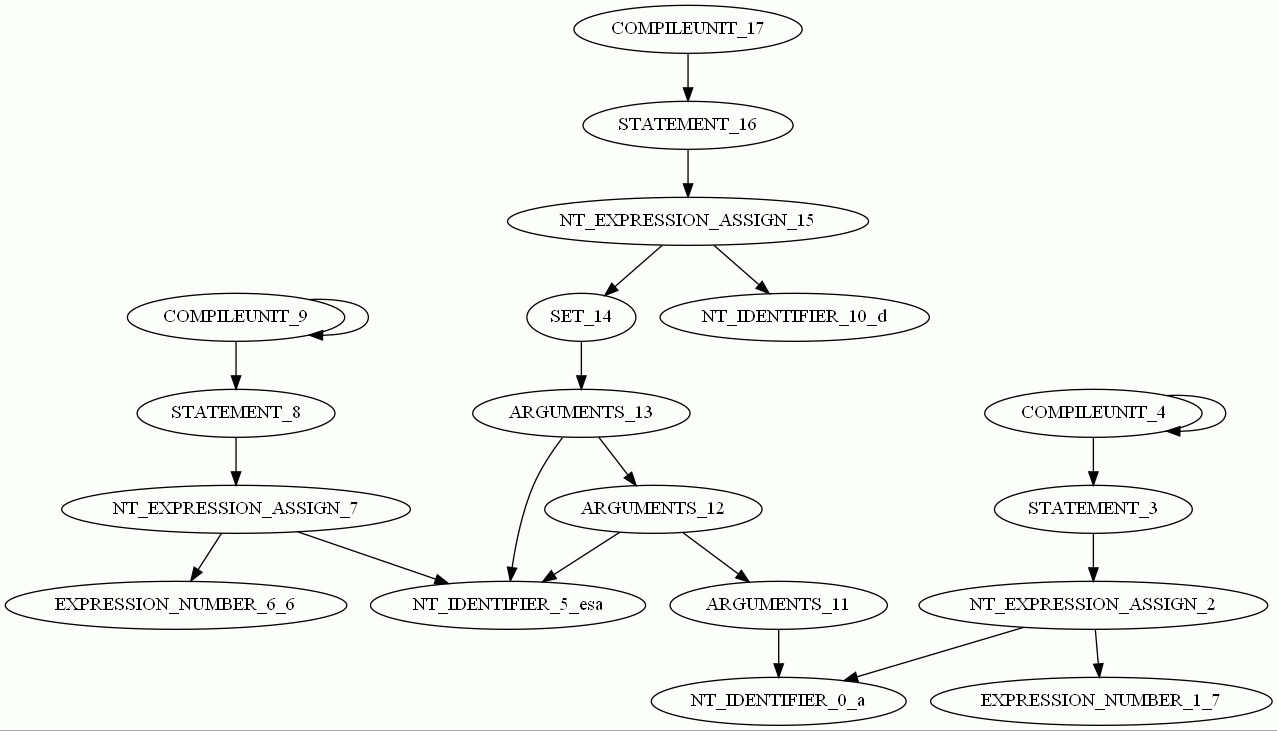 COMPILEUNIT_17
STATEMENT_16
NT_EXPRESSION_ASSIGN_15
COMPILEUNIT_9
SET_14
NT_IDENTIFIER_10_d
STATEMENT_8
ARGUMENTS_13
COMPILEUNIT_4
NT_EXPRESSION_ASSIGN_7
ARGUMENTS_12
STATEMENT_3
EXPRESSION_NUMBER_6_6
NT_IDENTIFIER_5_esa
ARGUMENTS_11
NT_EXPRESSION_ASSIGN_2
NT_IDENTIFIER_0_a
EXPRESSION_NUMBER_1_7